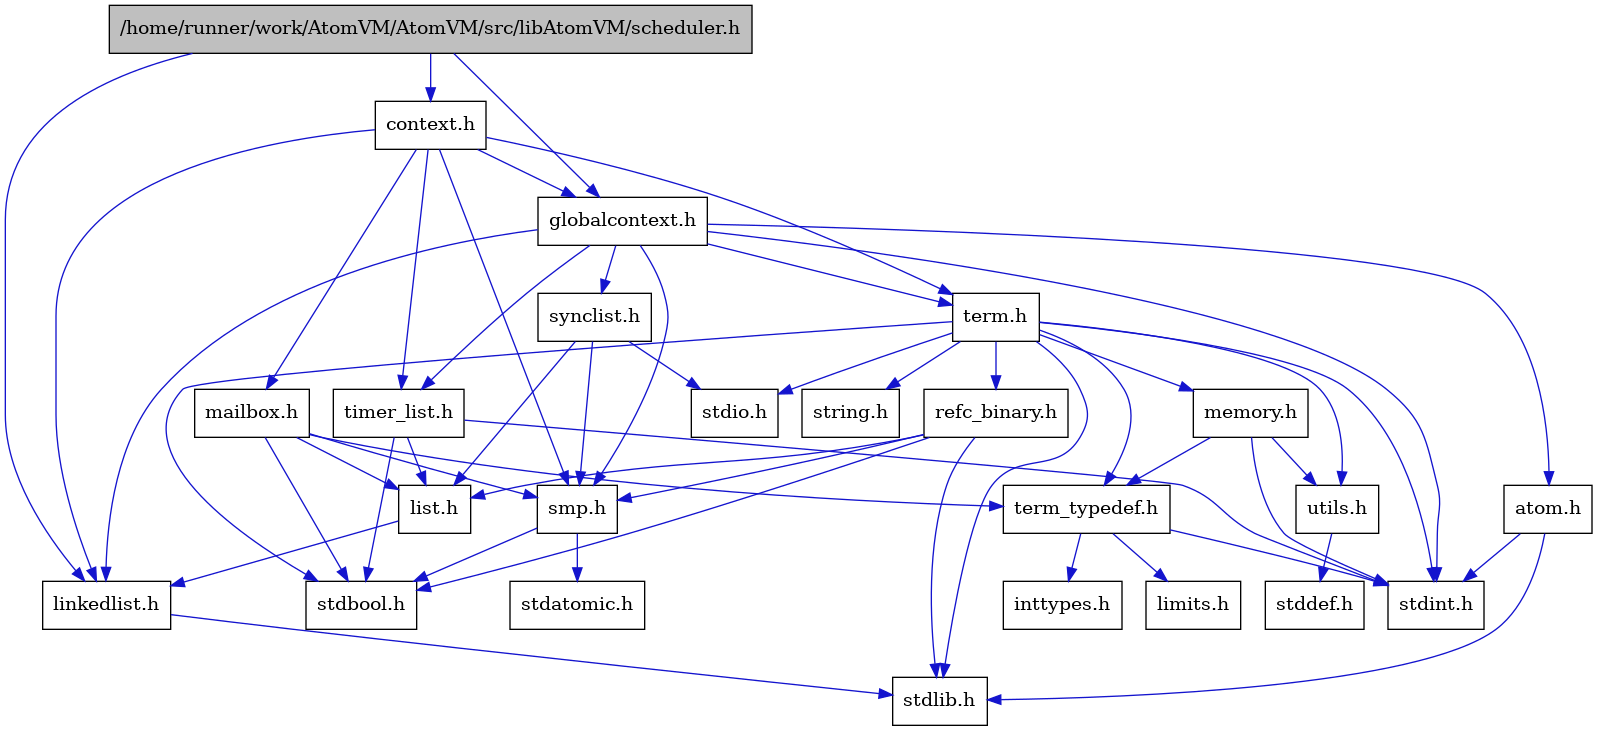 /home/runner/work/AtomVM/AtomVM/src/libAtomVM/scheduler.h
context.h
globalcontext.h
synclist.h
term.h
mailbox.h
timer_list.h
stdio.h
string.h
refc_binary.h
memory.h
list.h
smp.h
term_typedef.h
utils.h
atom.h
linkedlist.h
stdbool.h
stdatomic.h
inttypes.h
limits.h
stddef.h
stdint.h
stdlib.h